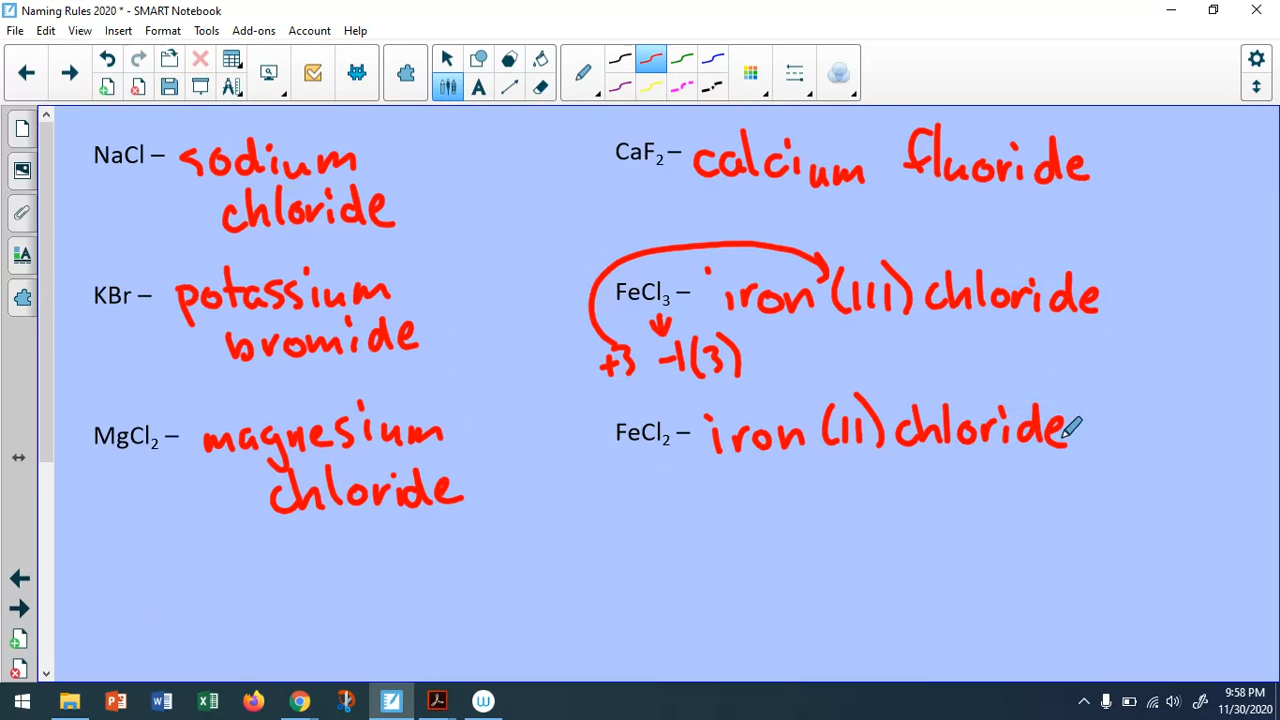 Naming Rules 2020 * - SMART Notebook
File Edit View Insert Format Tools Add-ons Account Help
NaCl – sodium
chloride
CaF₂ – calcium fluoride
KBr – potassium
bromide
FeCl₃ – iron (III) chloride
+3 -1(3)
MgCl₂ – magnesium
chloride
FeCl₂ – iron (II) chloride
9:58 PM
11/30/2020